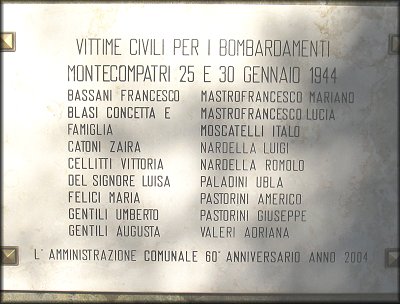 VITTIME CIVILI PER I BOMBARDAMENTI
MONTECOMPATRI 25 E 30 GENNAIO 1944
BASSANI FRANCESCO
BLASI CONCETTA E
FAMIGLIA
CATONI ZAIRA
CELLITTI VITTORIA
DEL SIGNORE LUISA
FELICI MARIA
GENTILI UMBERTO
GENTILI AUGUSTA
MASTROFRANCESCO MARIANO
MASTROFRANCESCO LUCIA
MOSCATELLI ITALO
NARDELLA LUIGI
NARDELLA ROMOLO
PALADINI UBLA
PASTORINI AMERICO
PASTORINI GIUSEPPE
VALERI ADRIANA
L' AMMINISTRAZIONE COMUNALE 60° ANNIVERSARIO ANNO 2004